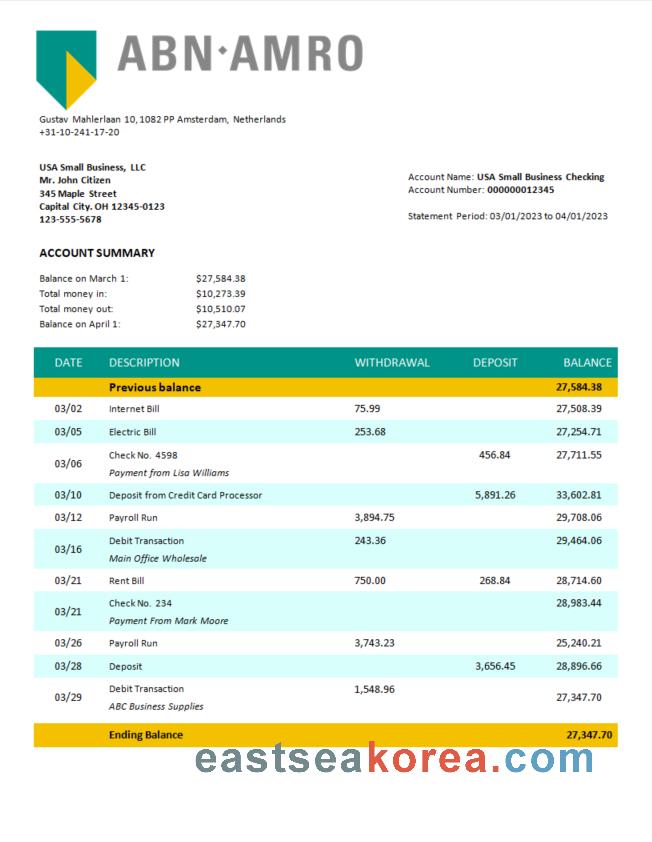 ABN·AMRO
Gustav Mahlerlaan 10, 1082 PP Amsterdam, Netherlands
+31-10-241-17-20
USA Small Business, LLC
Mr. John Citizen
345 Maple Street
Capital City. OH 12345-0123
123-555-5678
Account Name: USA Small Business Checking
Account Number: 000000012345
Statement Period: 03/01/2023 to 04/01/2023
ACCOUNT SUMMARY
Balance on March 1: $27,584.38
Total money in: $10,273.39
Total money out: $10,510.07
Balance on April 1: $27,347.70
DATE DESCRIPTION WITHDRAWAL DEPOSIT BALANCE
Previous balance 27,584.38
03/02 Internet Bill 75.99 27,508.39
03/05 Electric Bill 253.68 27,254.71
03/06 Check No. 4598 456.84 27,711.55
Payment from Lisa Williams
03/10 Deposit from Credit Card Processor 5,891.26 33,602.81
03/12 Payroll Run 3,894.75 29,708.06
03/16 Debit Transaction 243.36 29,464.06
Main Office Wholesale
03/21 Rent Bill 750.00 268.84 28,714.60
03/21 Check No. 234 28,983.44
Payment From Mark Moore
03/26 Payroll Run 3,743.23 25,240.21
03/28 Deposit 3,656.45 28,896.66
03/29 Debit Transaction 1,548.96 27,347.70
ABC Business Supplies
Ending Balance 27,347.70
eastseakorea.com